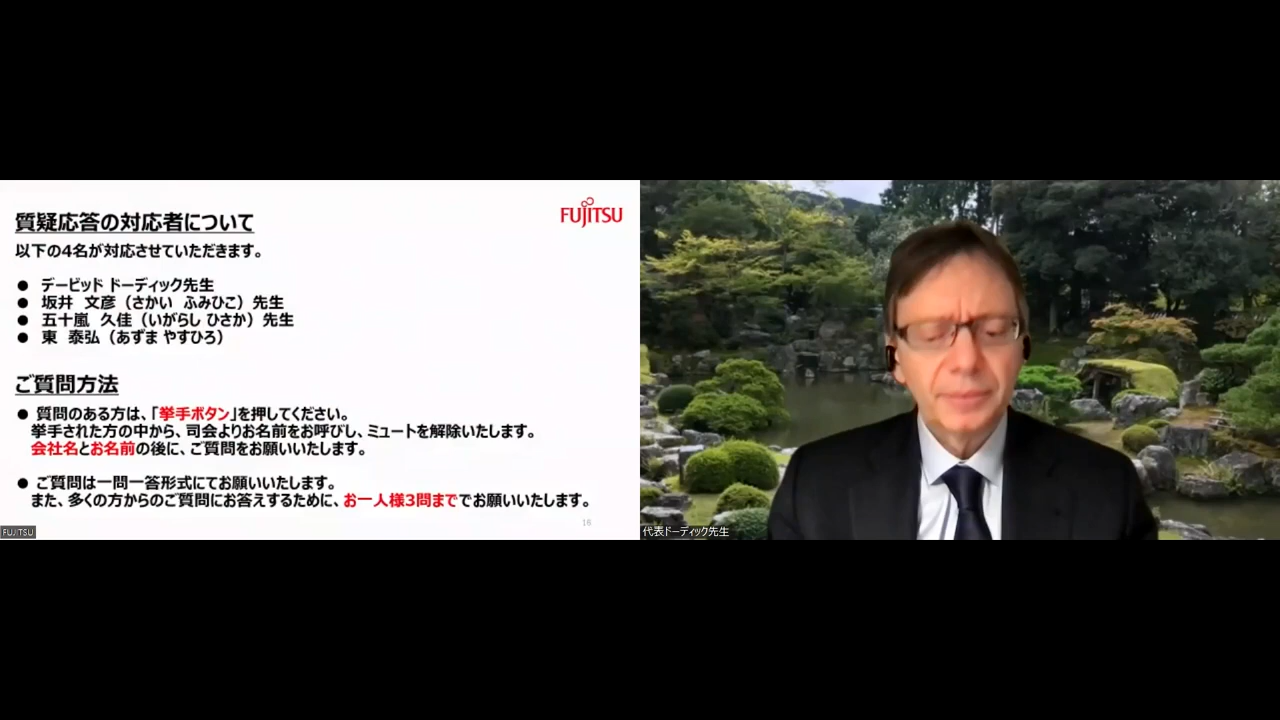 質疑応答の対応者について
FUJITSU
以下の4名が対応させていただきます。
● デービッド ドーディック先生
● 坂井 文彦（さかい ふみひこ）先生
● 五十嵐 久佳（いがらし ひさか）先生
● 東 泰弘（あずま やすひろ）
ご質問方法
● 質問のある方は、「挙手ボタン」を押してください。
挙手された方の中から、司会よりお名前をお呼びし、ミュートを解除いたします。
会社名とお名前の後に、ご質問をお願いいたします。
● ご質問は一問一答形式にてお願いいたします。
また、多くの方からのご質問にお答えするために、お一人様3問まででお願いいたします。
16
FUJITSU
代表ドーディック先生